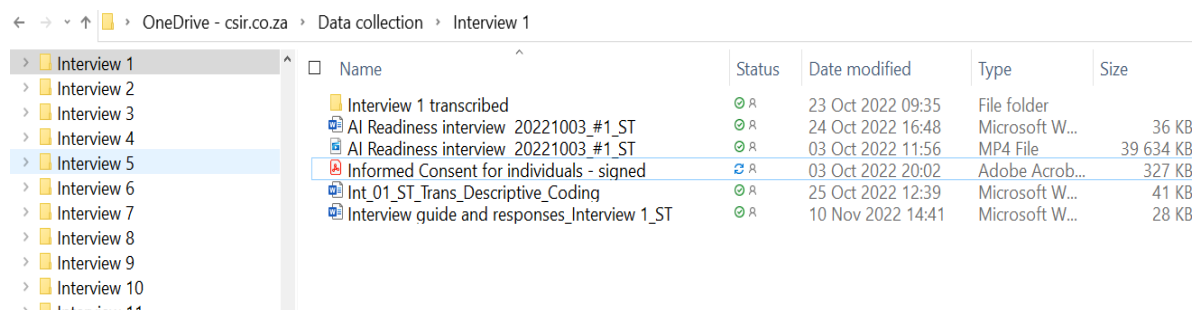 OneDrive - csir.co.za > Data collection > Interview 1
Interview 1
Interview 2
Interview 3
Interview 4
Interview 5
Interview 6
Interview 7
Interview 8
Interview 9
Interview 10
Interview 11
Name Status Date modified Type Size
Interview 1 transcribed 23 Oct 2022 09:35 File folder
AI Readiness interview_20221003_#1_ST 24 Oct 2022 16:48 Microsoft W... 36 KB
AI Readiness interview_20221003_#1_ST 03 Oct 2022 11:56 MP4 File 39 634 KB
Informed Consent for individuals - signed 03 Oct 2022 20:02 Adobe Acrob... 327 KB
Int_01_ST_Trans_Descriptive_Coding 25 Oct 2022 12:39 Microsoft W... 41 KB
Interview guide and responses_Interview 1_ST 10 Nov 2022 14:41 Microsoft W... 28 KB